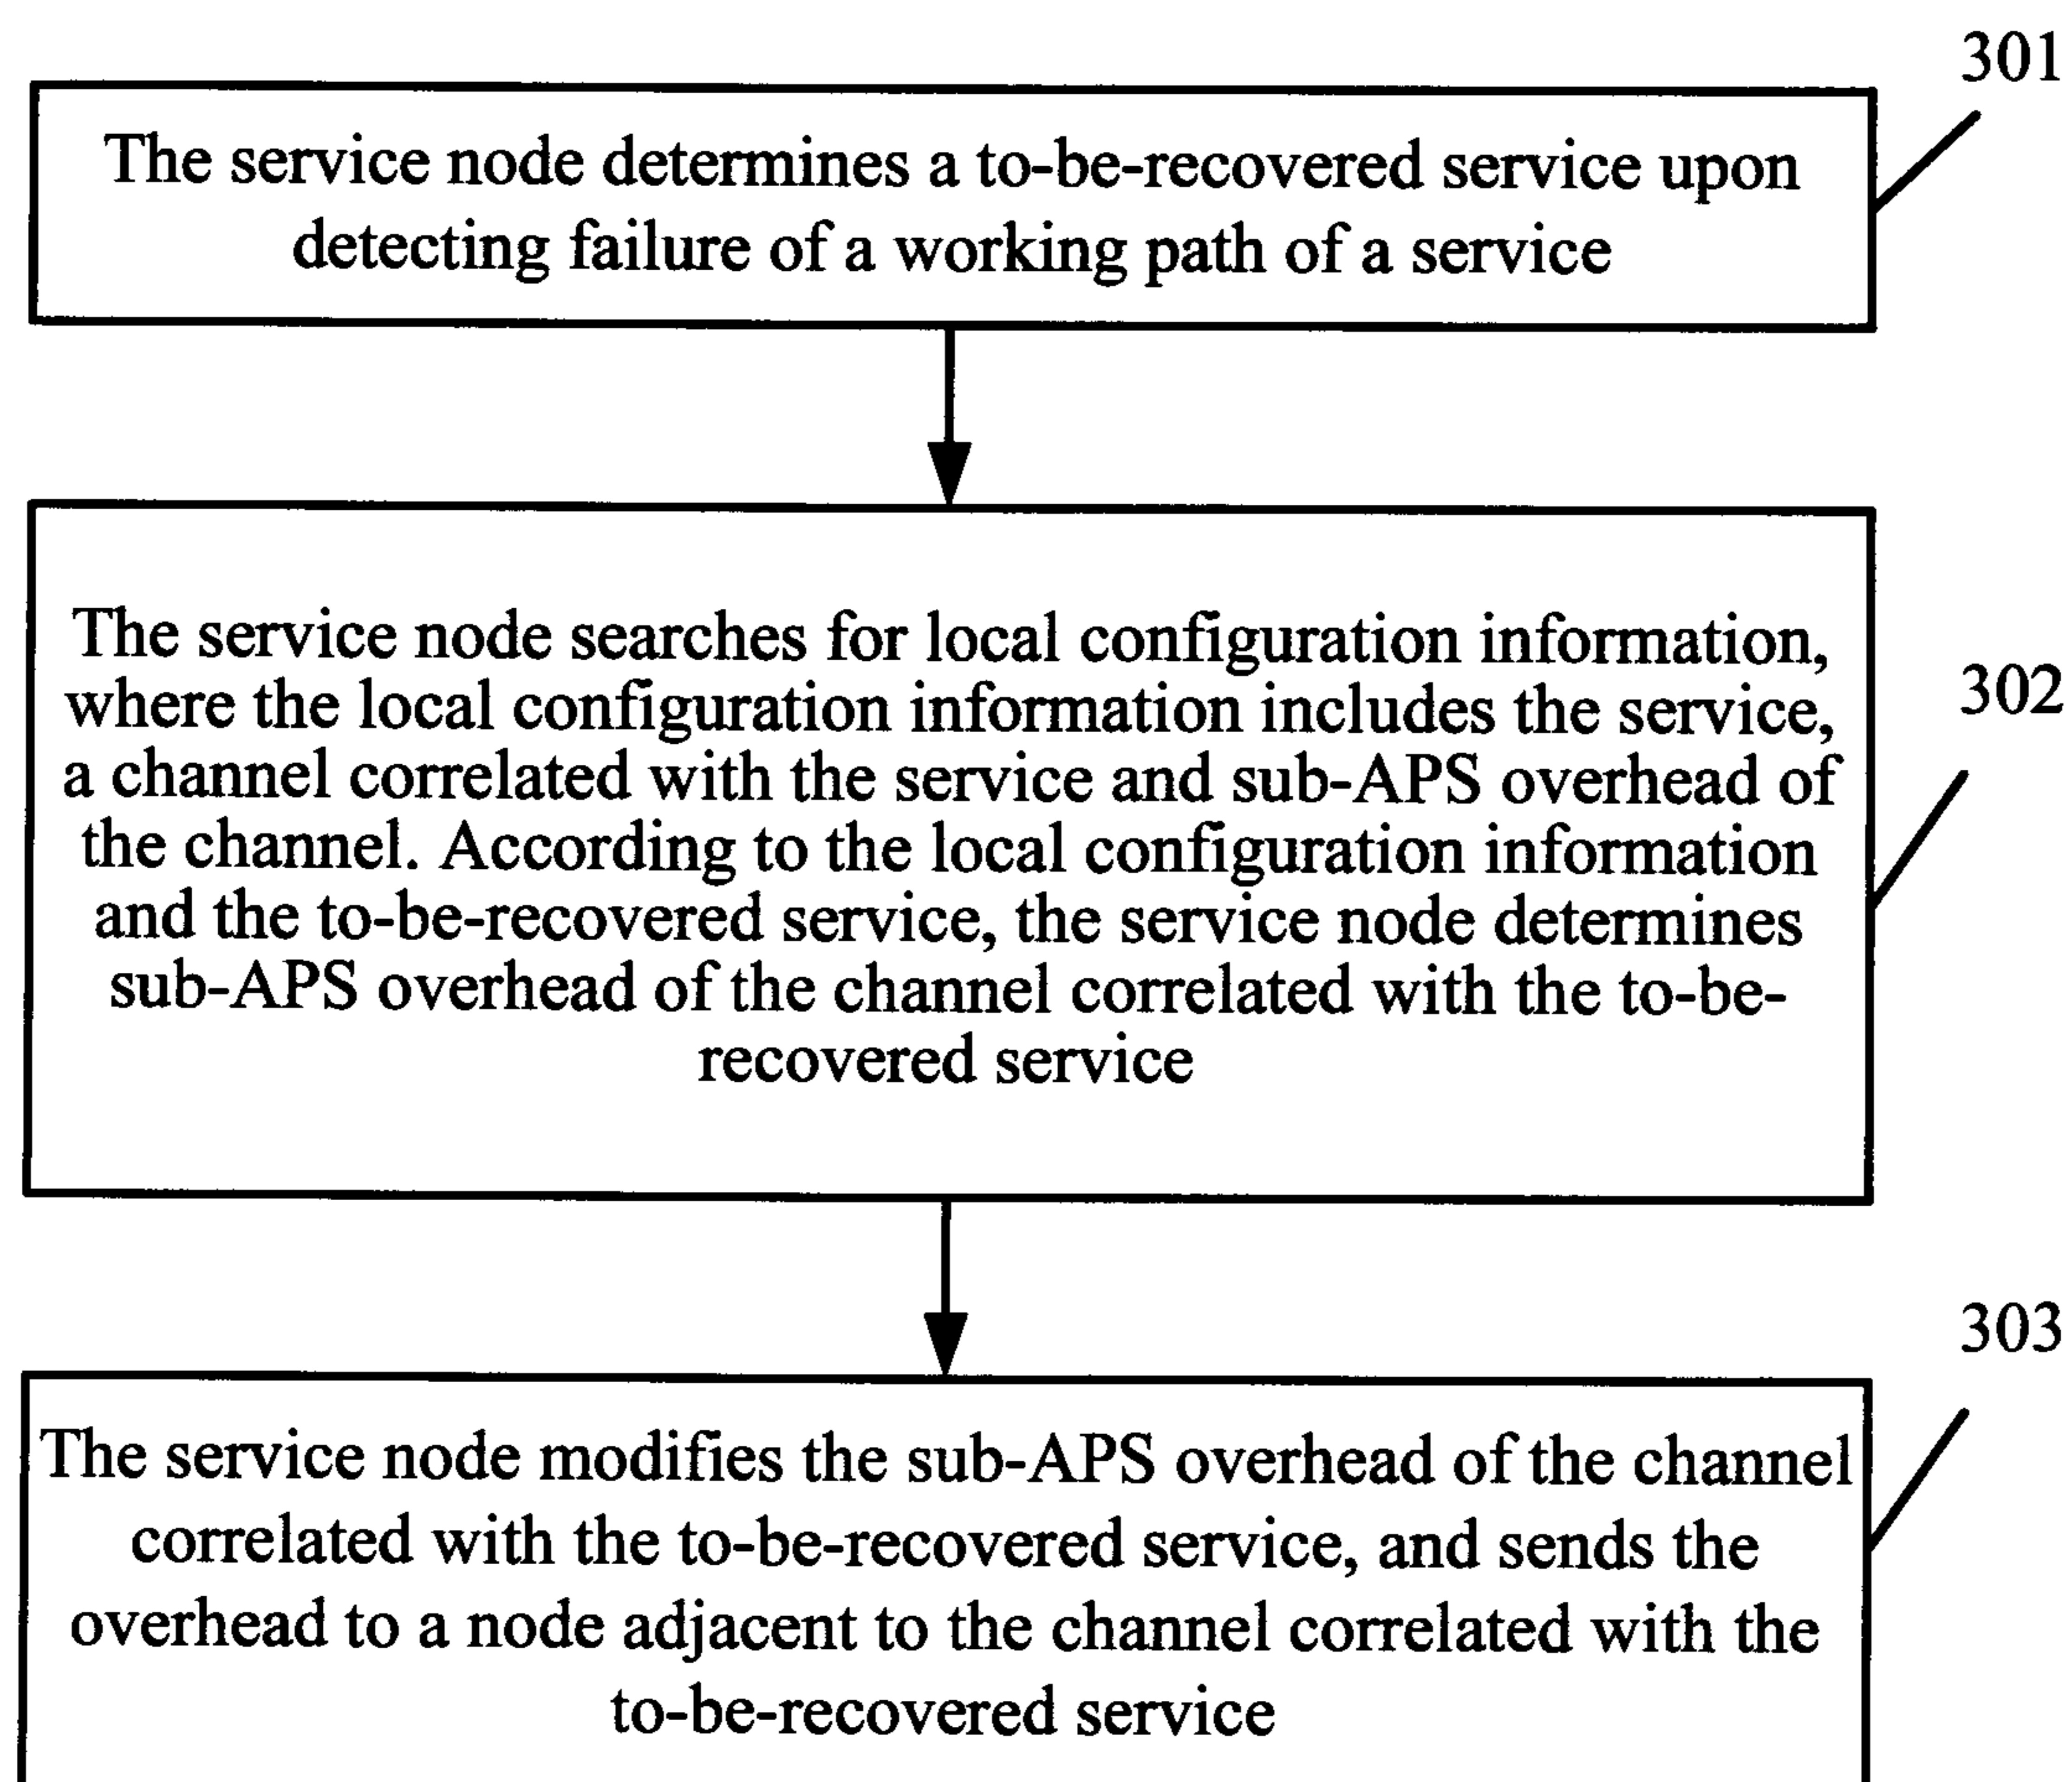 301
The service node determines a to-be-recovered service upon
detecting failure of a working path of a service
The service node searches for local configuration information,
where the local configuration information includes the service,
a channel correlated with the service and sub-APS overhead of
the channel. According to the local configuration information
and the to-be-recovered service, the service node determines
sub-APS overhead of the channel correlated with the to-be-
recovered service
302
303
The service node modifies the sub-APS overhead of the channel
correlated with the to-be-recovered service, and sends the
overhead to a node adjacent to the channel correlated with the
to-be-recovered service